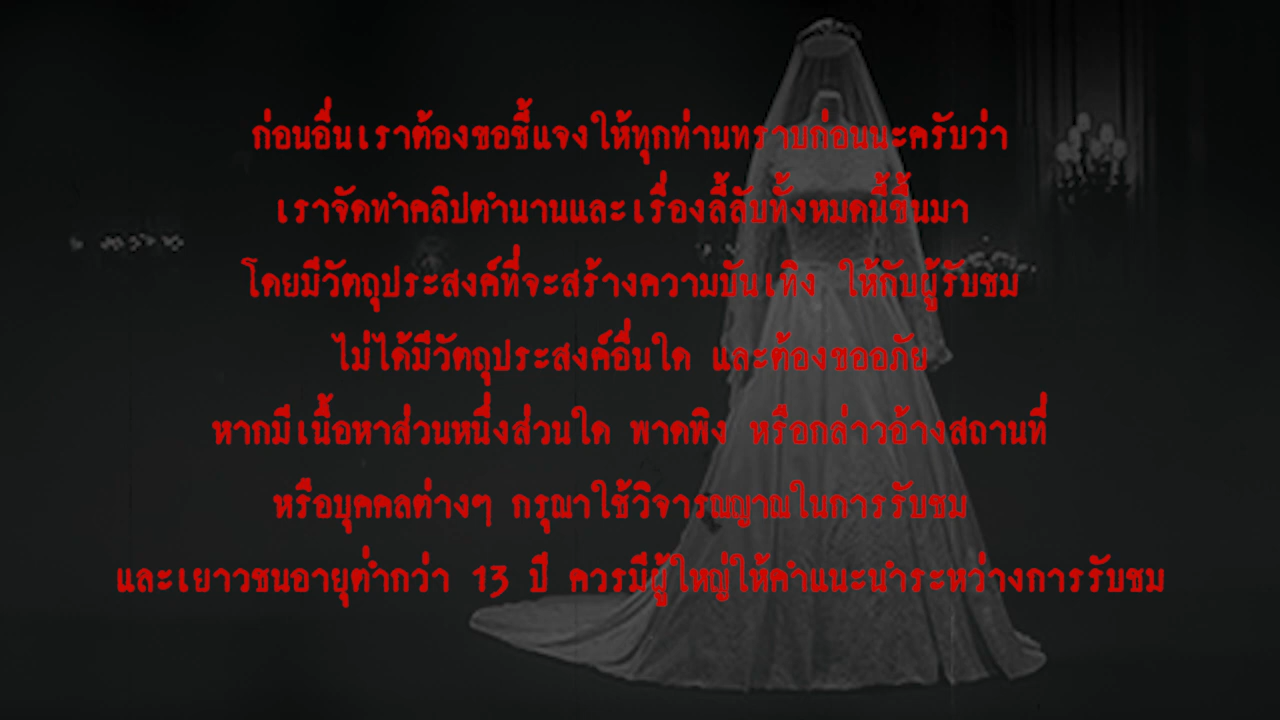 ก่อนอื่นเราต้องขอชี้แจงให้ทุกท่านทราบก่อนนะครับว่า
เราจัดทำคลิปตำนานและเรื่องลี้ลับทั้งหมดนี้ขึ้นมา
โดยมีวัตถุประสงค์ที่จะสร้างความบันเทิง ให้กับผู้รับชม
ไม่ได้มีวัตถุประสงค์อื่นใด และต้องขออภัย
หากมีเนื้อหาส่วนหนึ่งส่วนใด พาดพิง หรือกล่าวอ้างสถานที่
หรือบุคคลต่างๆ กรุณาใช้วิจารณญาณในการรับชม
และเยาวชนอายุต่ำกว่า 13 ปี ควรมีผู้ใหญ่ให้คำแนะนำระหว่างการรับชม